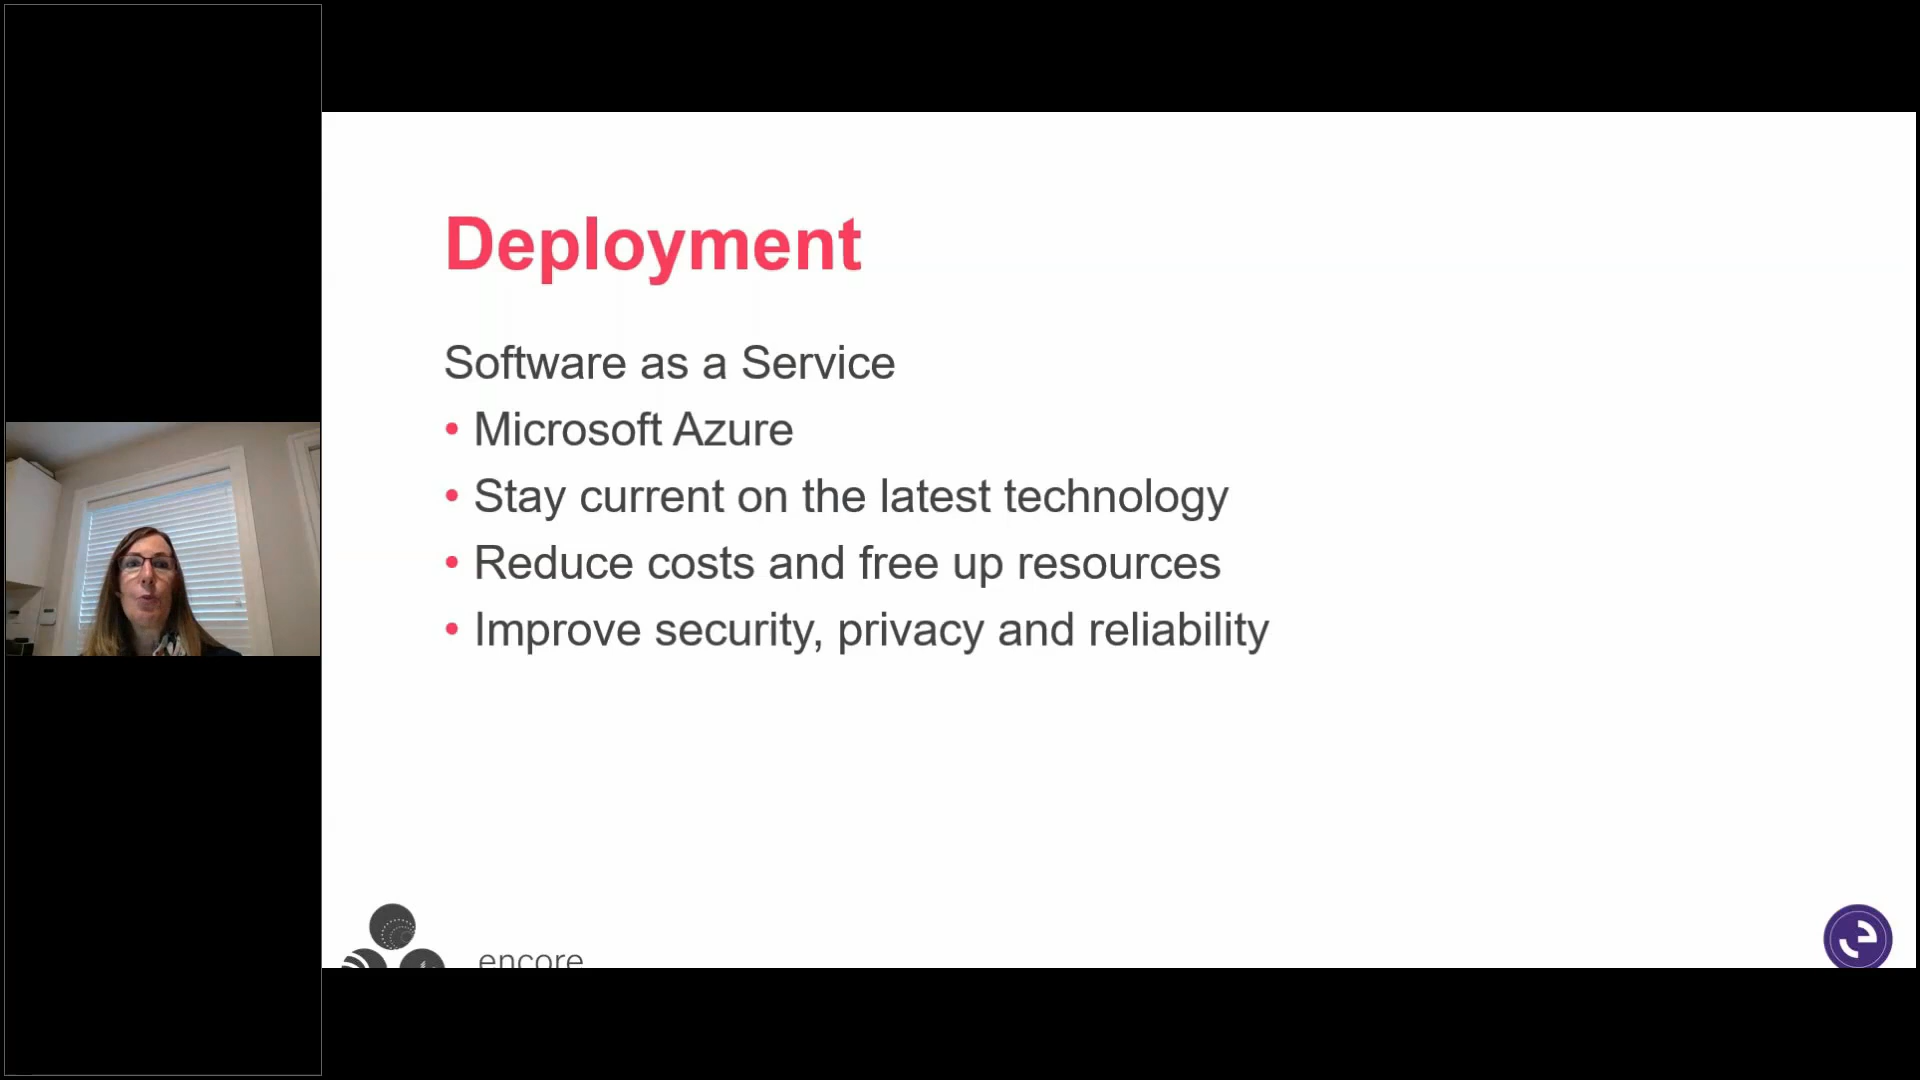 Deployment
Software as a Service
• Microsoft Azure
• Stay current on the latest technology
• Reduce costs and free up resources
• Improve security, privacy and reliability
encore